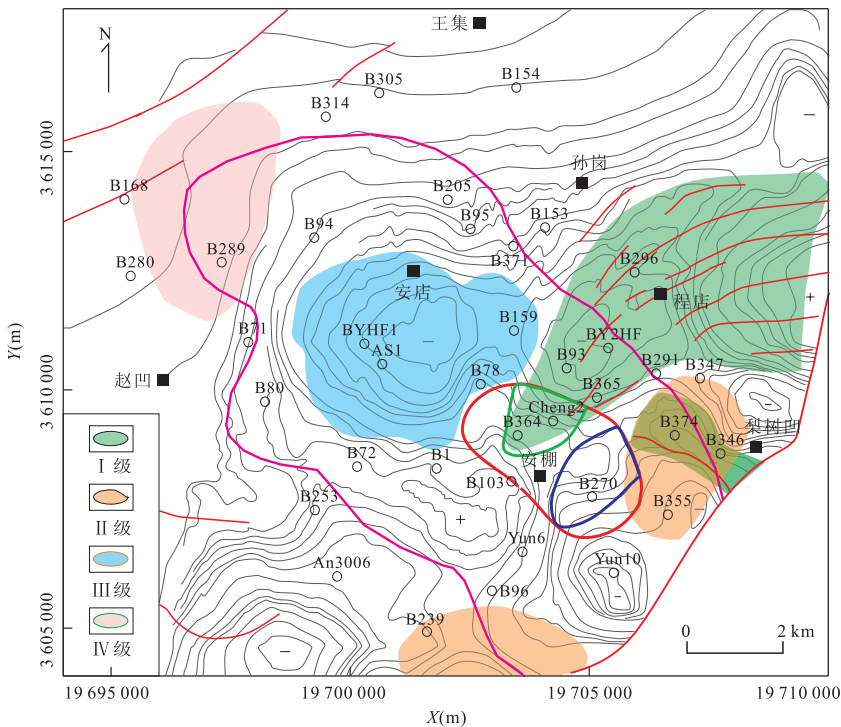 王集
N
B305
B154
B314
3 615 000
孙岗
B168
B205
B94
B95
B153
B371
B289
B280
B296
安店
程店
B159
BYHF1
BY2HF
B71
AS1
Y(m)
B93
B291
B347
3 610 000
赵凹
B78
B365
B80
Cheng2
I 级
B364
B374
梨树凹
B346
安棚
B72
B1
B103
B270
II 级
B253
B355
Yun6
III 级
An3006
Yun10
B96
3 605 000
B239
0
2 km
IV 级
19 695 000
19 700 000
19 705 000
19 710 000
X(m)